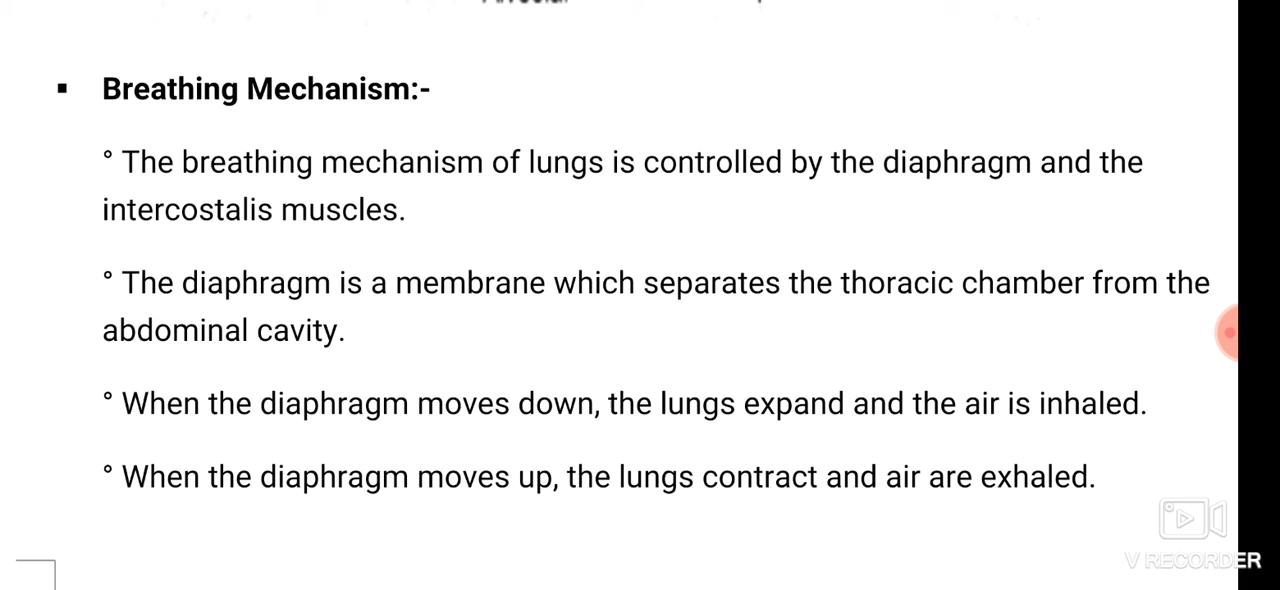 ▪ Breathing Mechanism:-
° The breathing mechanism of lungs is controlled by the diaphragm and the
intercostalis muscles.
° The diaphragm is a membrane which separates the thoracic chamber from the
abdominal cavity.
° When the diaphragm moves down, the lungs expand and the air is inhaled.
° When the diaphragm moves up, the lungs contract and air are exhaled.
V RECORDER